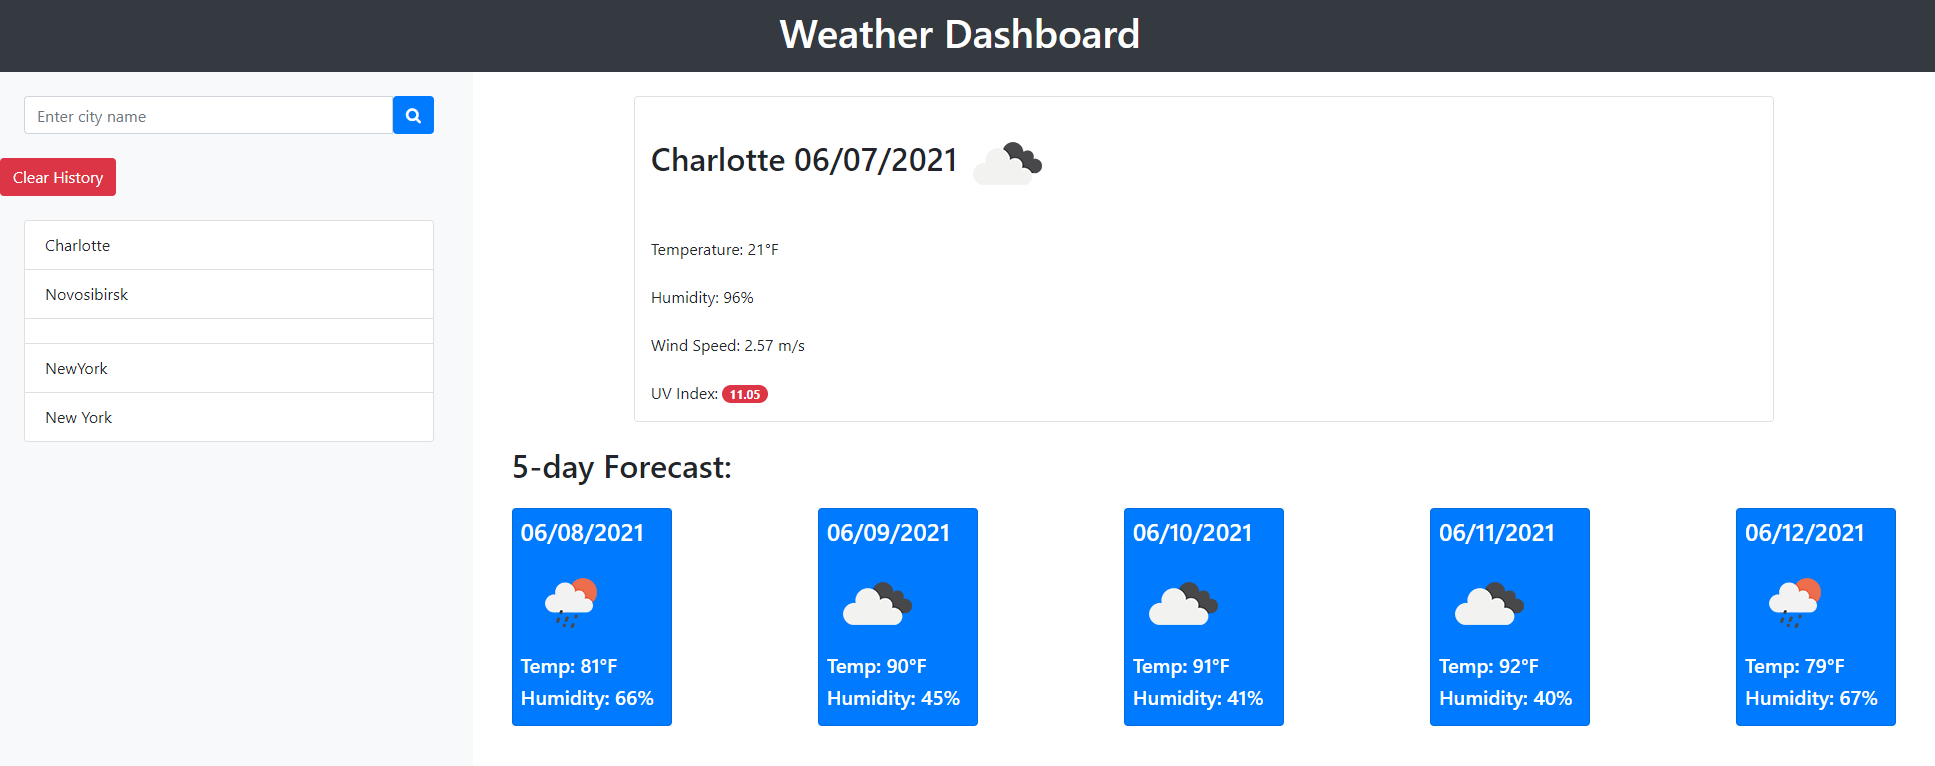 Weather Dashboard
Enter city name
Clear History
Charlotte
Novosibirsk
NewYork
New York
Charlotte 06/07/2021
Temperature: 21°F
Humidity: 96%
Wind Speed: 2.57 m/s
UV Index: 11.05
5-day Forecast:
06/08/2021
Temp: 81°F
Humidity: 66%
06/09/2021
Temp: 90°F
Humidity: 45%
06/10/2021
Temp: 91°F
Humidity: 41%
06/11/2021
Temp: 92°F
Humidity: 40%
06/12/2021
Temp: 79°F
Humidity: 67%